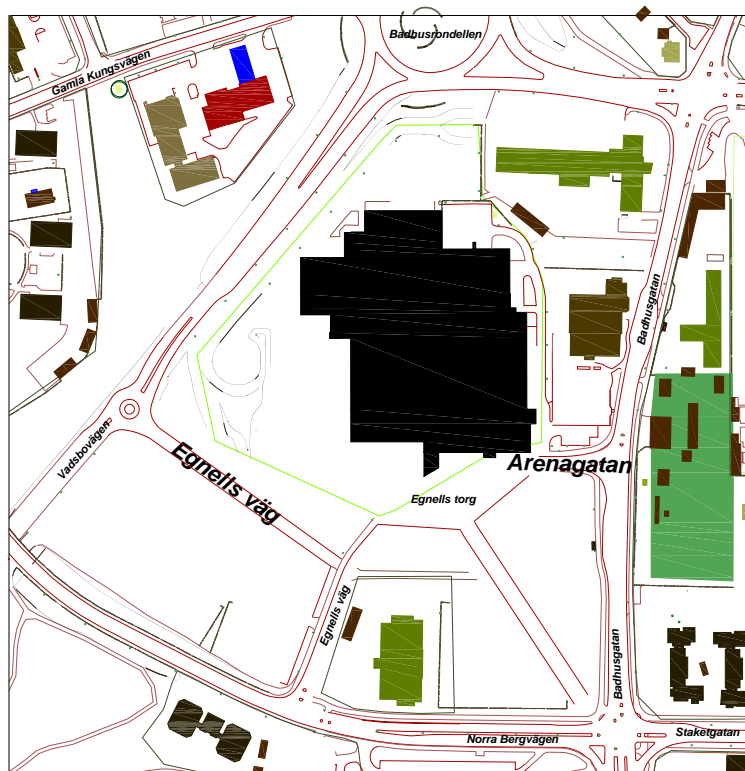 Badhusrondellen
Gamla Kungsvägen
Badhusgatan
Vadsbovägen
Egnells väg
Arenagatan
Egnells torg
Egnells väg
Badhusgatan
Norra Bergvägen
Staketgatan